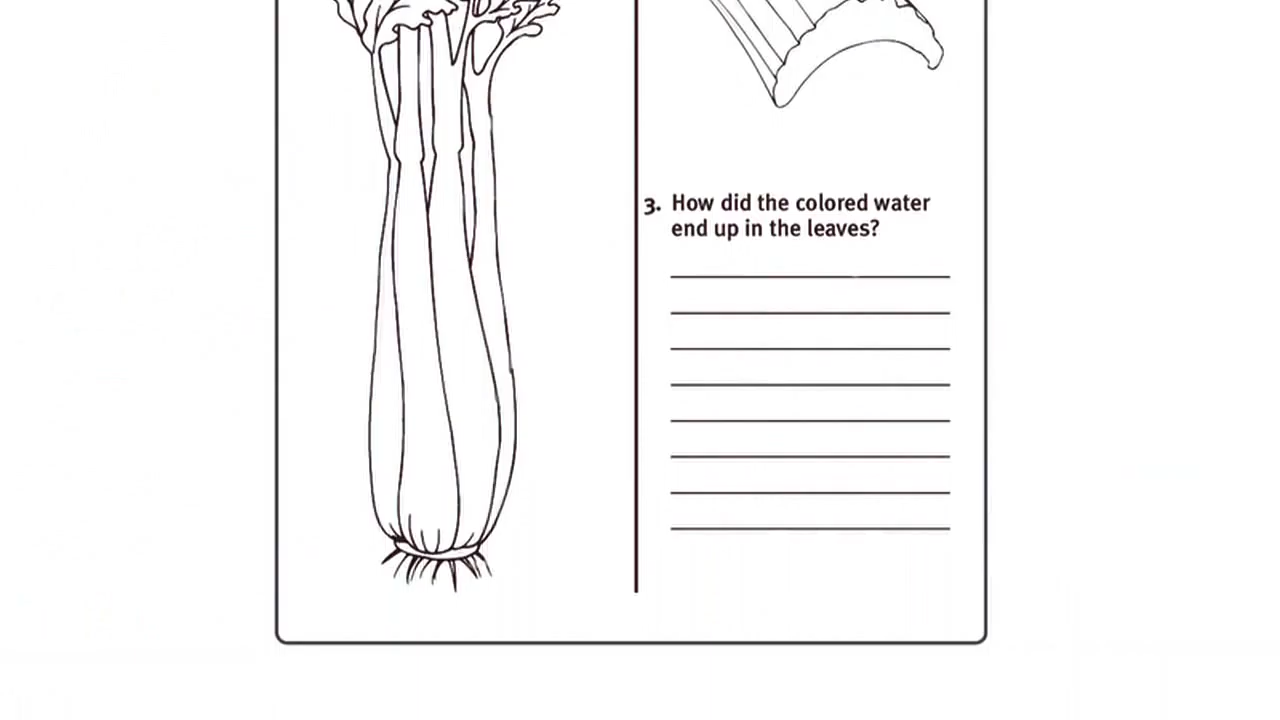 3. How did the colored water
end up in the leaves?